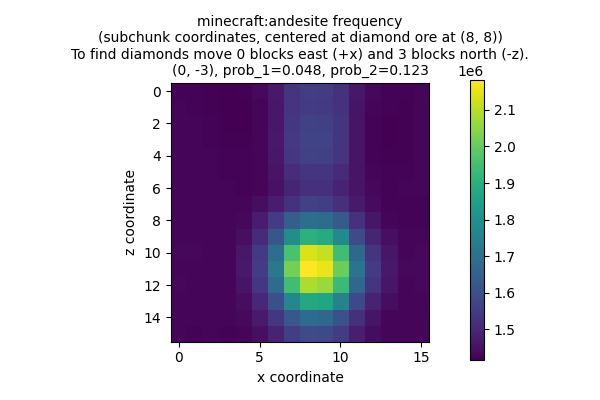 minecraft:andesite frequency
(subchunk coordinates, centered at diamond ore at (8, 8))
To find diamonds move 0 blocks east (+x) and 3 blocks north (-z).
(0, -3), prob_1=0.048, prob_2=0.123
1e6
0
2
4
6
8
10
12
14
z coordinate
0
5
10
15
x coordinate
2.1
2.0
1.9
1.8
1.7
1.6
1.5